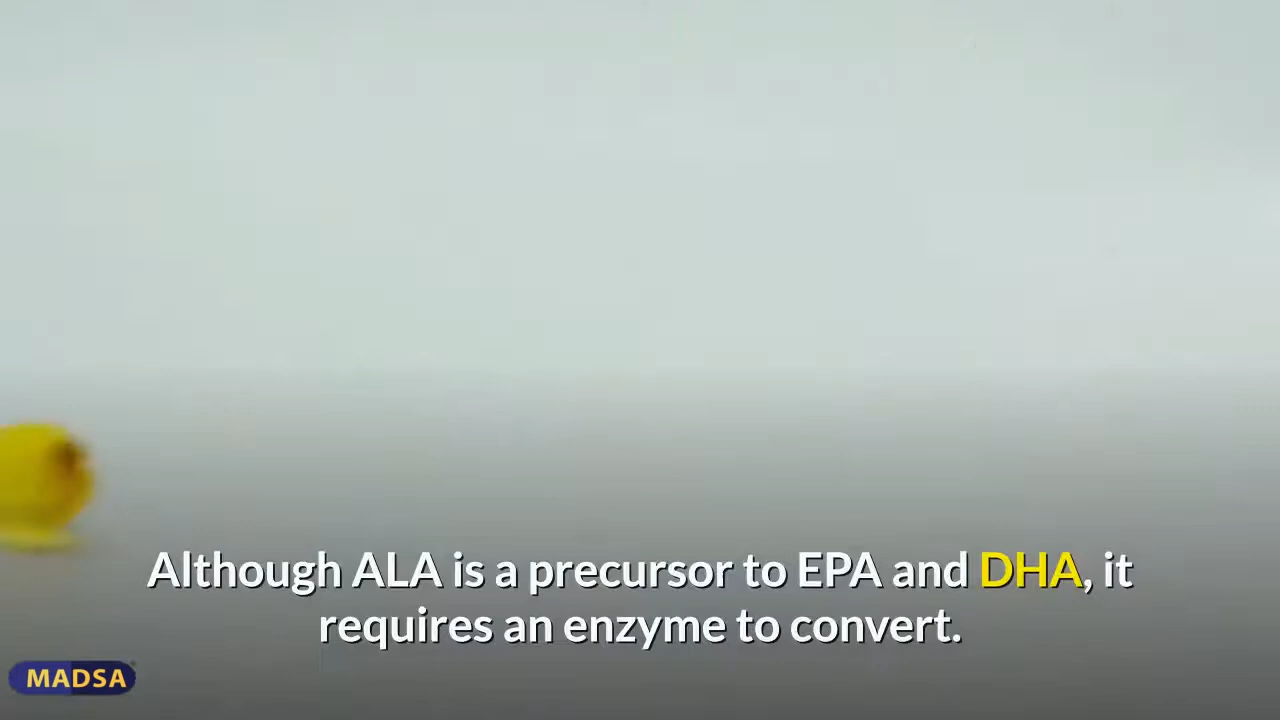 Although ALA is a precursor to EPA and DHA, it
requires an enzyme to convert.
MADSA